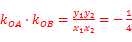 k_{OA} · k_{OB} = \frac{y_1 y_2}{x_1 x_2} = -\frac{1}{4}